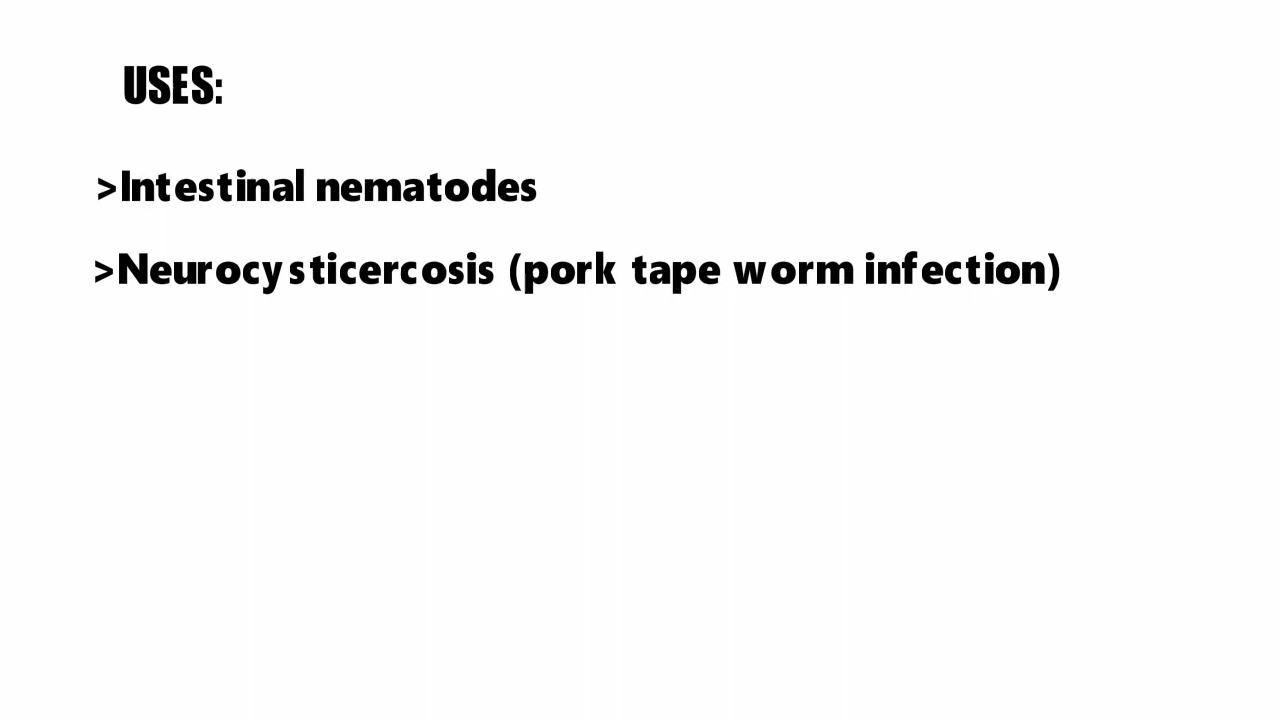 USES:
>Intestinal nematodes
>Neurocysticercosis (pork tape worm infection)